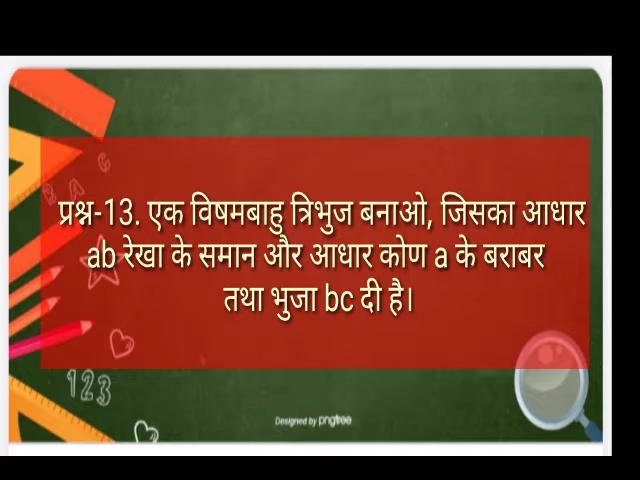 प्रश्न-13. एक विषमबाहु त्रिभुज बनाओ, जिसका आधार
ab रेखा के समान और आधार कोण a के बराबर
तथा भुजा bc दी है।
B A C
123
Designed by pngtree